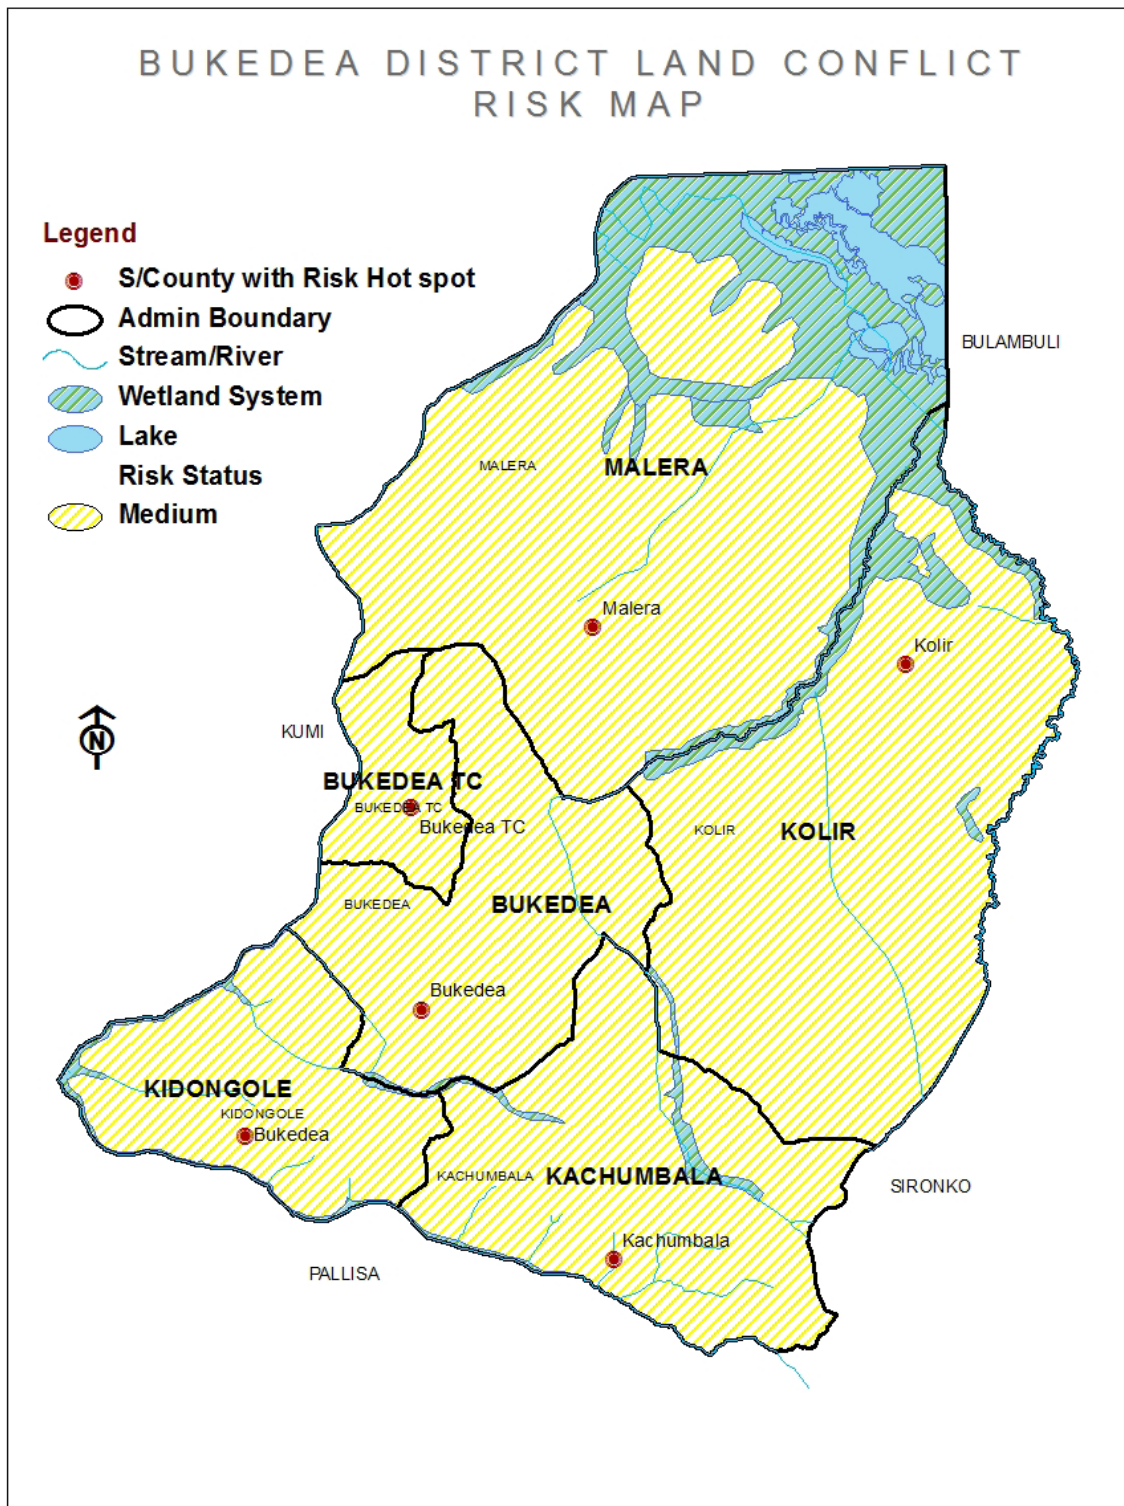 BUKEDEA DISTRICT LAND CONFLICT
RISK MAP
Legend
S/County with Risk Hot spot
Admin Boundary
Stream/River
Wetland System
Lake
Risk Status
Medium
BULAMBULI
MALERA
MALERA
Malera
Kolir
N
KUMI
BUKEDEA TC
BUKEDEA TC
Bukedea TC
KOLIR
KOLIR
BUKEDEA
BUKEDEA
Bukedea
KIDONGOLE
KIDONGOLE
Bukedea
KACHUMBALA
KACHUMBALA
SIRONKO
Kachumbala
PALLISA